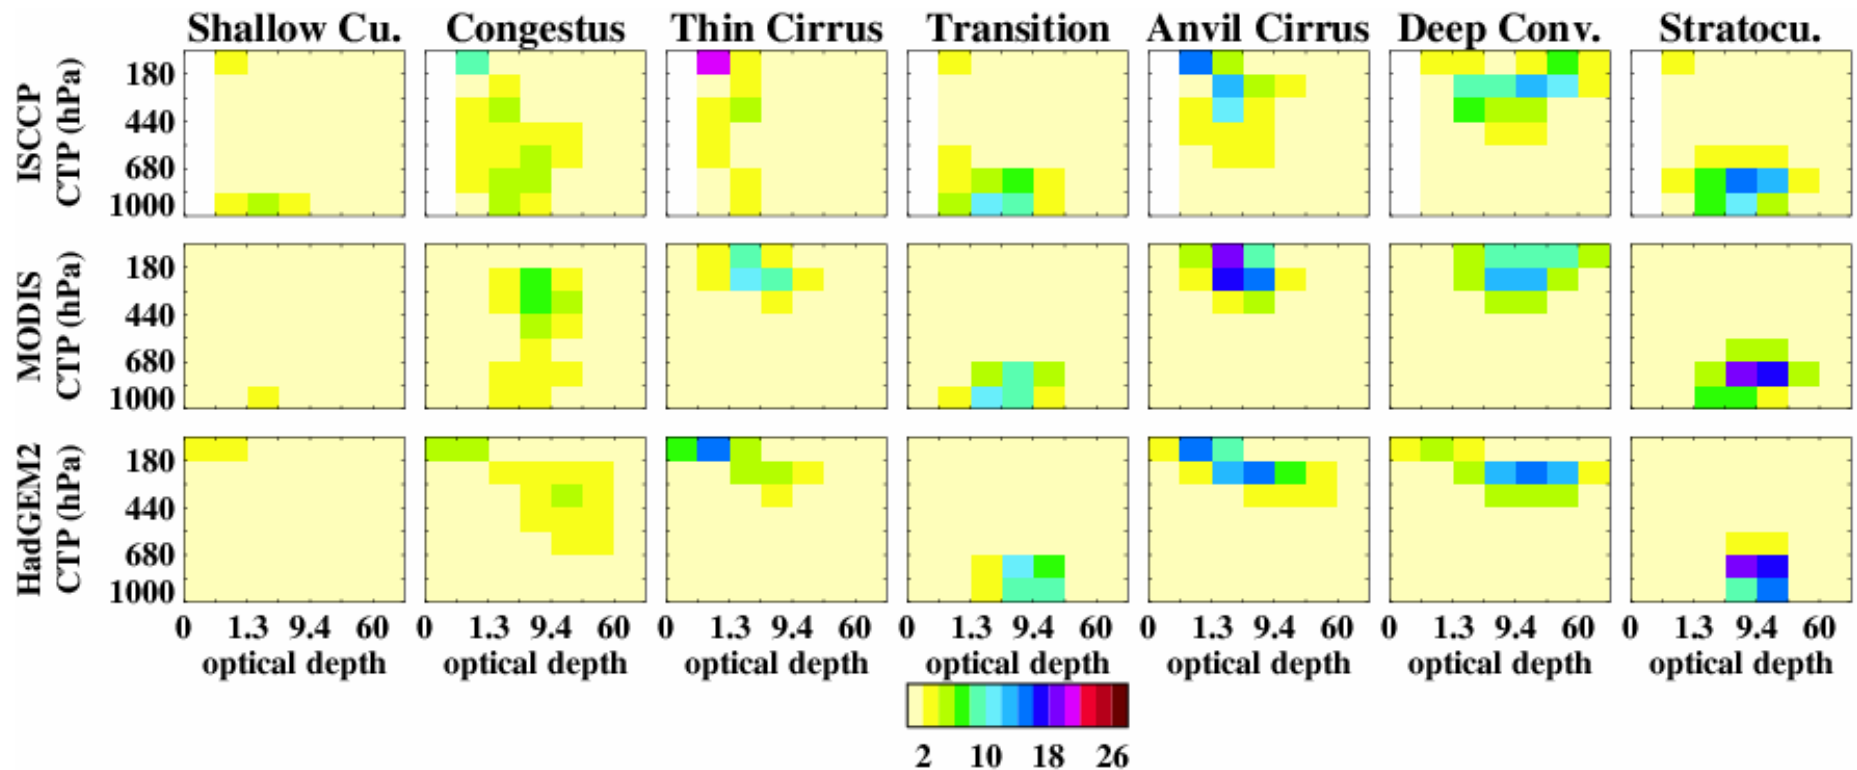 Shallow Cu. Congestus Thin Cirrus Transition Anvil Cirrus Deep Conv. Stratocu.
ISCCP
CTP (hPa)
180
440
680
1000
MODIS
CTP (hPa)
180
440
680
1000
HadGEM2
CTP (hPa)
180
440
680
1000
0 1.3 9.4 60 0 1.3 9.4 60 0 1.3 9.4 60 0 1.3 9.4 60 0 1.3 9.4 60 0 1.3 9.4 60 0 1.3 9.4 60
optical depth optical depth optical depth optical depth optical depth optical depth optical depth
2 10 18 26